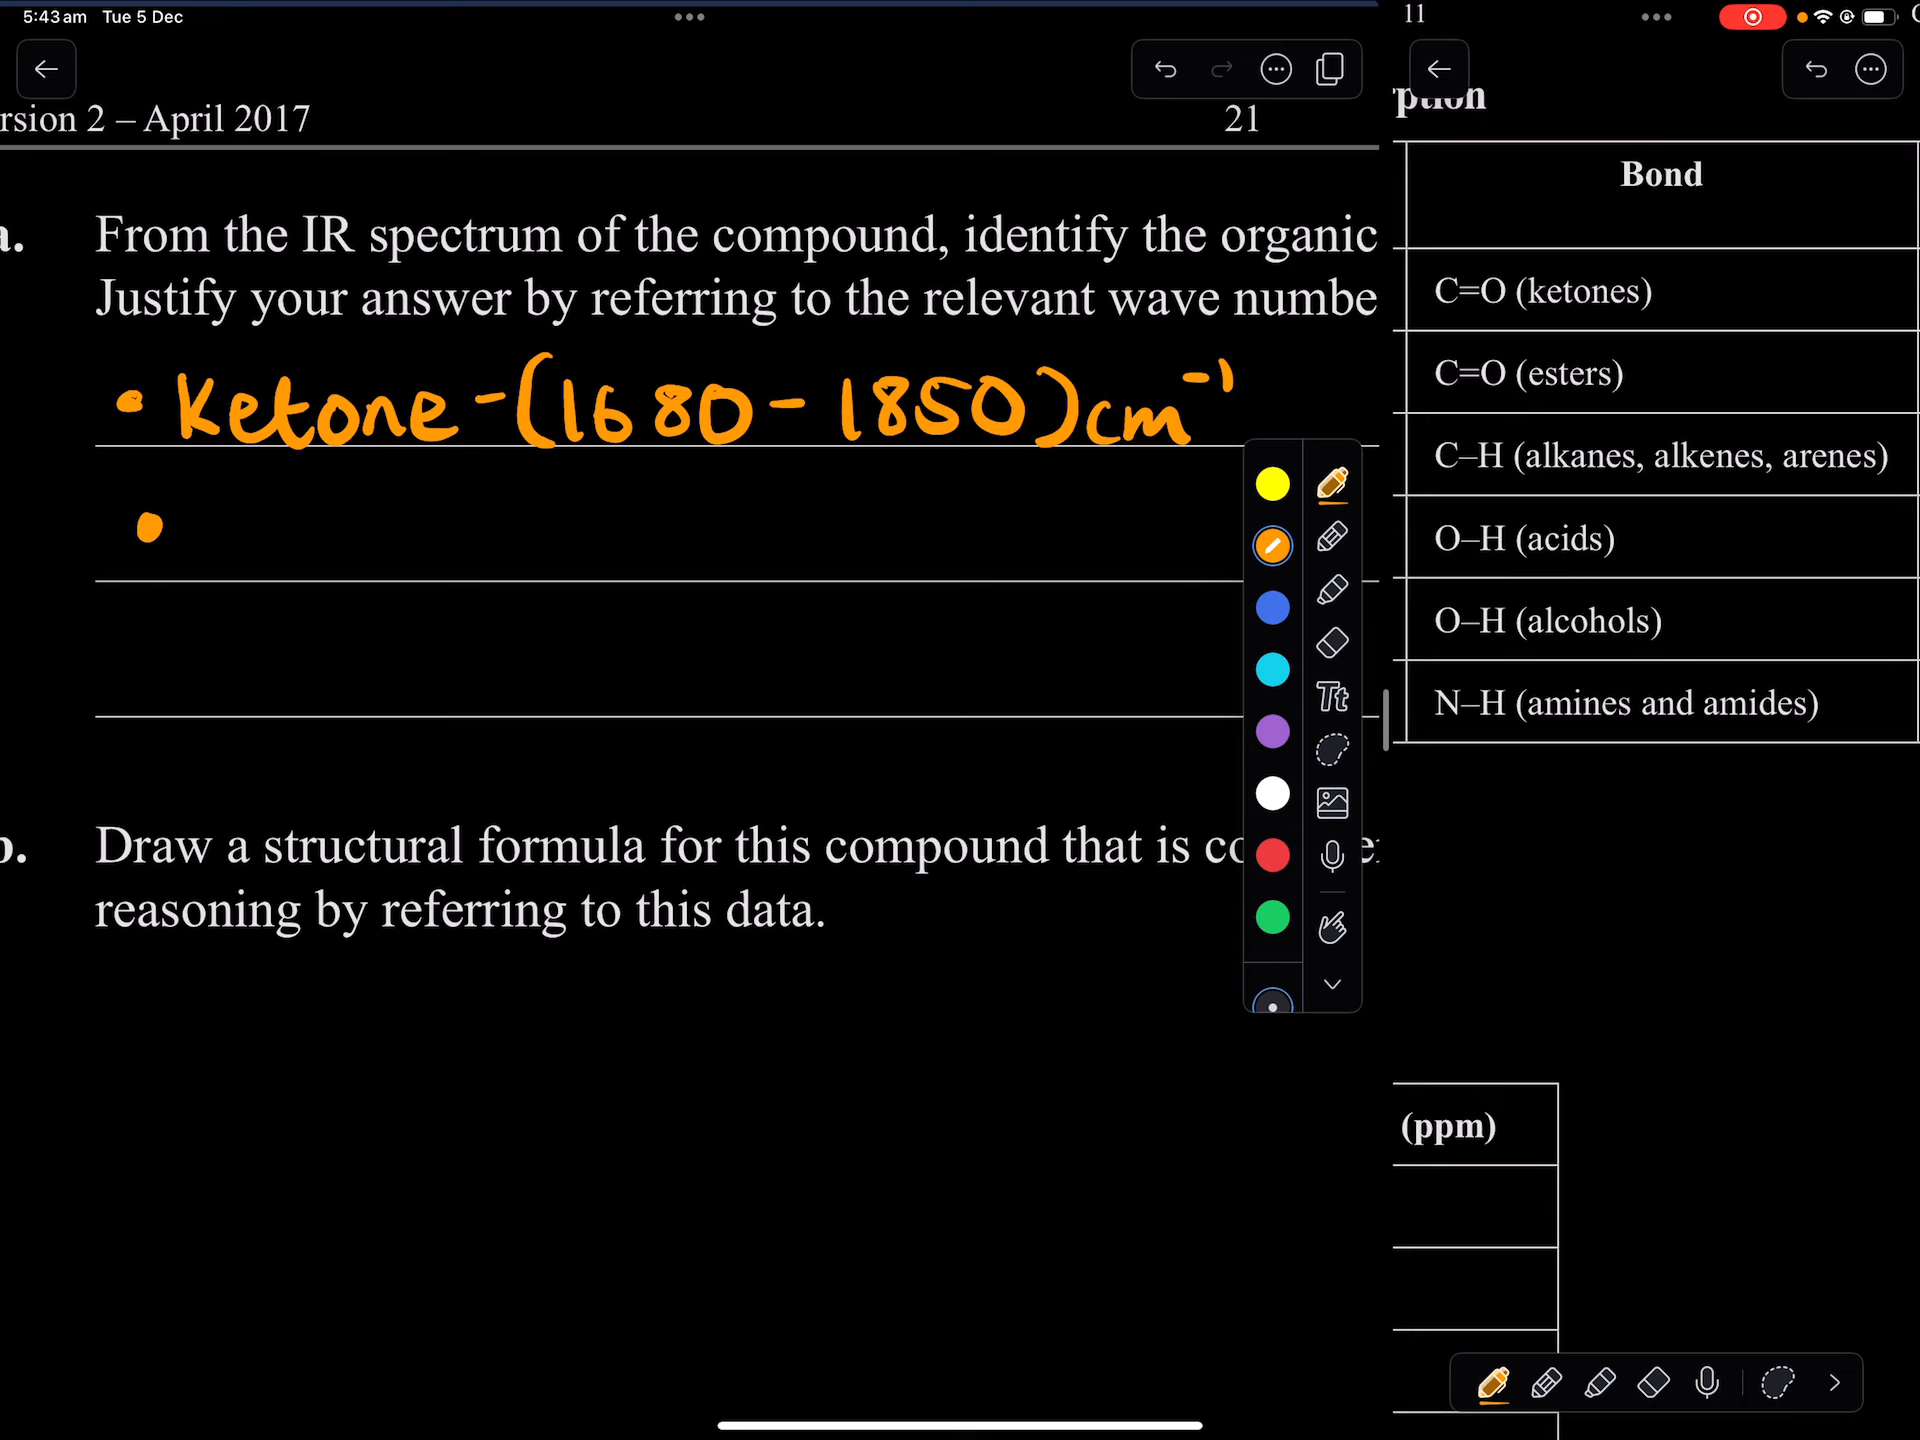 5:43 am Tue 5 Dec
rsion 2 – April 2017
21
a. From the IR spectrum of the compound, identify the organic
Justify your answer by referring to the relevant wave numbe
• Ketone - (1680 - 1850) cm⁻¹
•
b. Draw a structural formula for this compound that is co
reasoning by referring to this data.
Tt
11
ption
Bond
C=O (ketones)
C=O (esters)
C–H (alkanes, alkenes, arenes)
O–H (acids)
O–H (alcohols)
N–H (amines and amides)
(ppm)